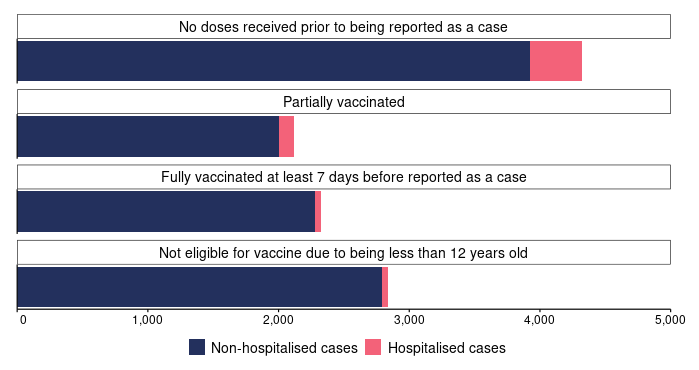 No doses received prior to being reported as a case
Partially vaccinated
Fully vaccinated at least 7 days before reported as a case
Not eligible for vaccine due to being less than 12 years old
0 1,000 2,000 3,000 4,000 5,000
Non-hospitalised cases Hospitalised cases